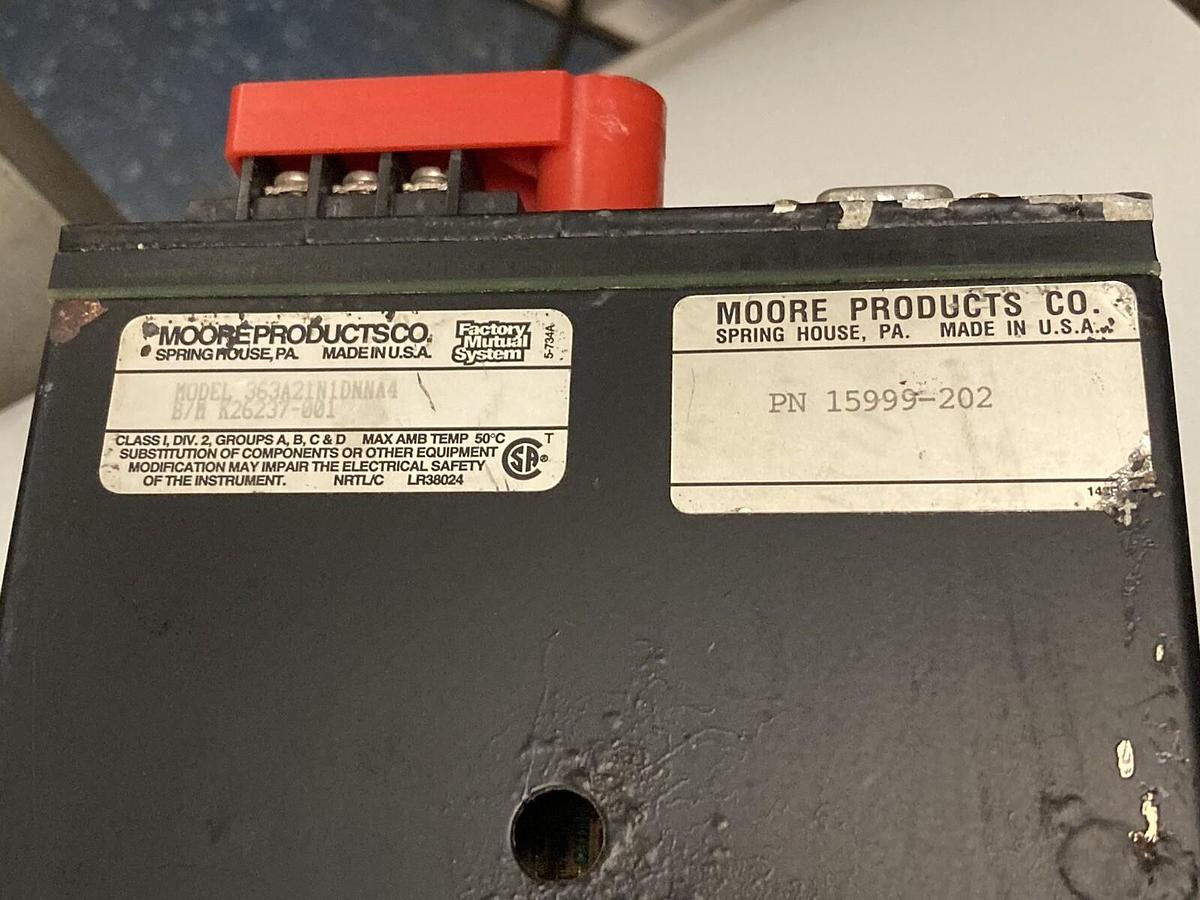 MOORE PRODUCTS CO.
SPRING HOUSE, PA. MADE IN U.S.A.
Factory
Mutual
System
5-734A
MODEL 363A21N1DNNA4
B/M K26237-001
CLASS I, DIV. 2, GROUPS A, B, C & D MAX AMB TEMP 50°C
SUBSTITUTION OF COMPONENTS OR OTHER EQUIPMENT
MODIFICATION MAY IMPAIR THE ELECTRICAL SAFETY
OF THE INSTRUMENT. NRTL/C LR38024
SA® T
MOORE PRODUCTS CO.
SPRING HOUSE, PA. MADE IN U.S.A.
PN 15999-202